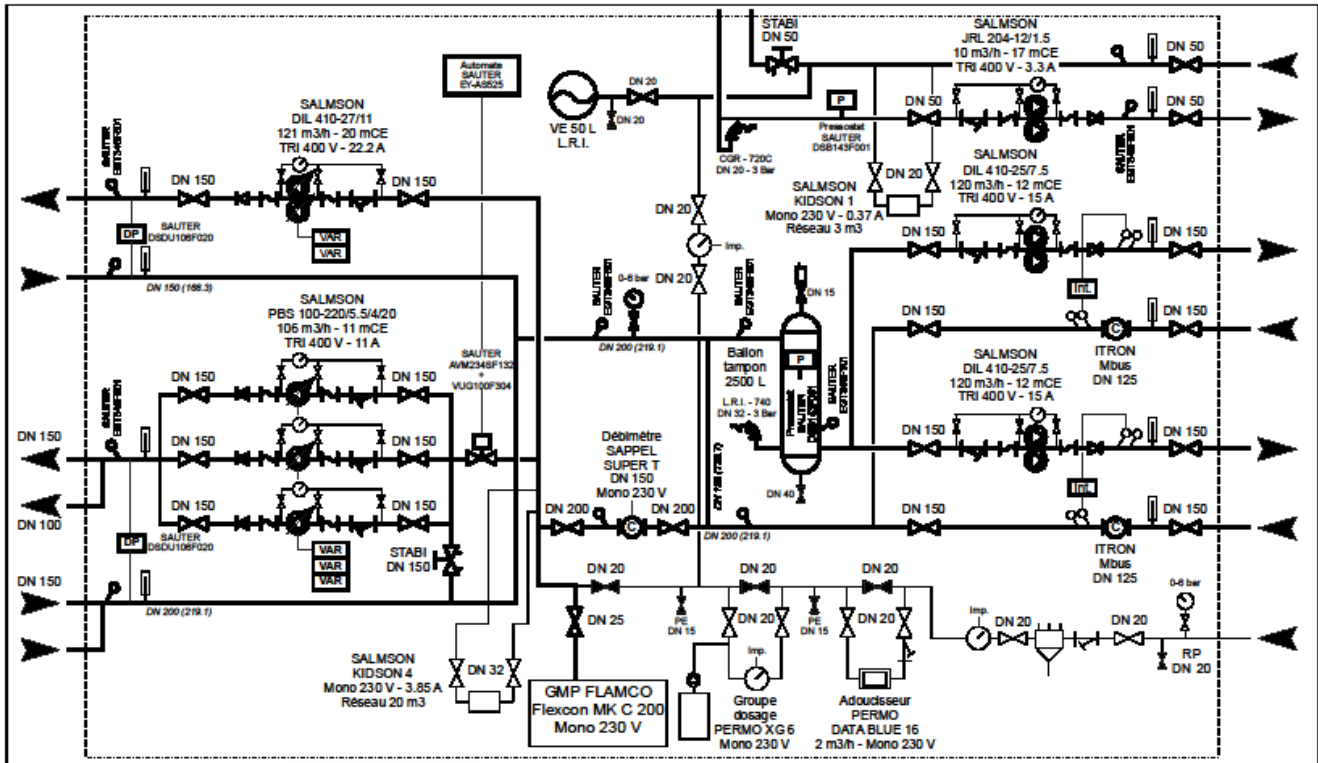 STABI
DN 50
SALMSON
JRL 204-12/1.5
10 m3/h - 17 mCE
TRI 400 V - 3.3 A
DN 50
Automate
SAUTER
EY-AS525
DN 20
DN 20
VE 50 L
L.R.I.
P
Pressostat
SAUTER
DSB143F001
DN 50
DN 50
SALMSON
DIL 410-27/11
121 m3/h - 20 mCE
TRI 400 V - 22.2 A
CGR - 720C
DN 20 - 3 Bar
DN 20
SALMSON
KIDSON 1
Mono 230 V - 0.37 A
Réseau 3 m3
SALMSON
DIL 410-25/7.5
120 m3/h - 12 mCE
TRI 400 V - 15 A
SAUTER
DN 150
DN 150
SAUTER
DN 20
Imp.
DN 20
DN 150
DN 150
DP
SAUTER
DSDU106F020
VAR
VAR
DN 150 (168.3)
0-6 bar
SAUTER
SAUTER
DN 15
Int.
SALMSON
PBS 100-220/5.5/4/20
106 m3/h - 11 mCE
TRI 400 V - 11 A
DN 200 (219.1)
DN 150
DN 150
C
ITRON
Mbus
DN 125
Ballon
tampon
2500 L
P
Pressostat
SAUTER
SAUTER
SAUTER
AVM234SF132
+
VUG100F304
DN 150
DN 150
SAUTER
L.R.I. - 740
DN 32 - 3 Bar
SALMSON
DIL 410-25/7.5
120 m3/h - 12 mCE
TRI 400 V - 15 A
DN 150
DN 150
DN 150
DN 150
DN 100
Débimètre
SAPPEL
SUPER T
DN 150
Mono 230 V
DN 150
DN 150
DN 40
Int.
DN 150
DN 150
DN 200
C
DN 200
DN 200 (219.1)
DN 150
DN 150
C
ITRON
Mbus
DN 125
DP
SAUTER
DSDU106F020
VAR
VAR
VAR
STABI
DN 150
DN 150
DN 200 (219.1)
DN 20
DN 20
DN 20
0-6 bar
DN 25
PE
DN 15
DN 20
PE
DN 15
DN 20
Imp.
DN 20
DN 20
RP
DN 20
SALMSON
KIDSON 4
Mono 230 V - 3.85 A
Réseau 20 m3
DN 32
Imp.
GMP FLAMCO
Flexcon MK C 200
Mono 230 V
Groupe
dosage
PERMO XG 6
Mono 230 V
Adoucisseur
PERMO
DATA BLUE 16
2 m3/h - Mono 230 V